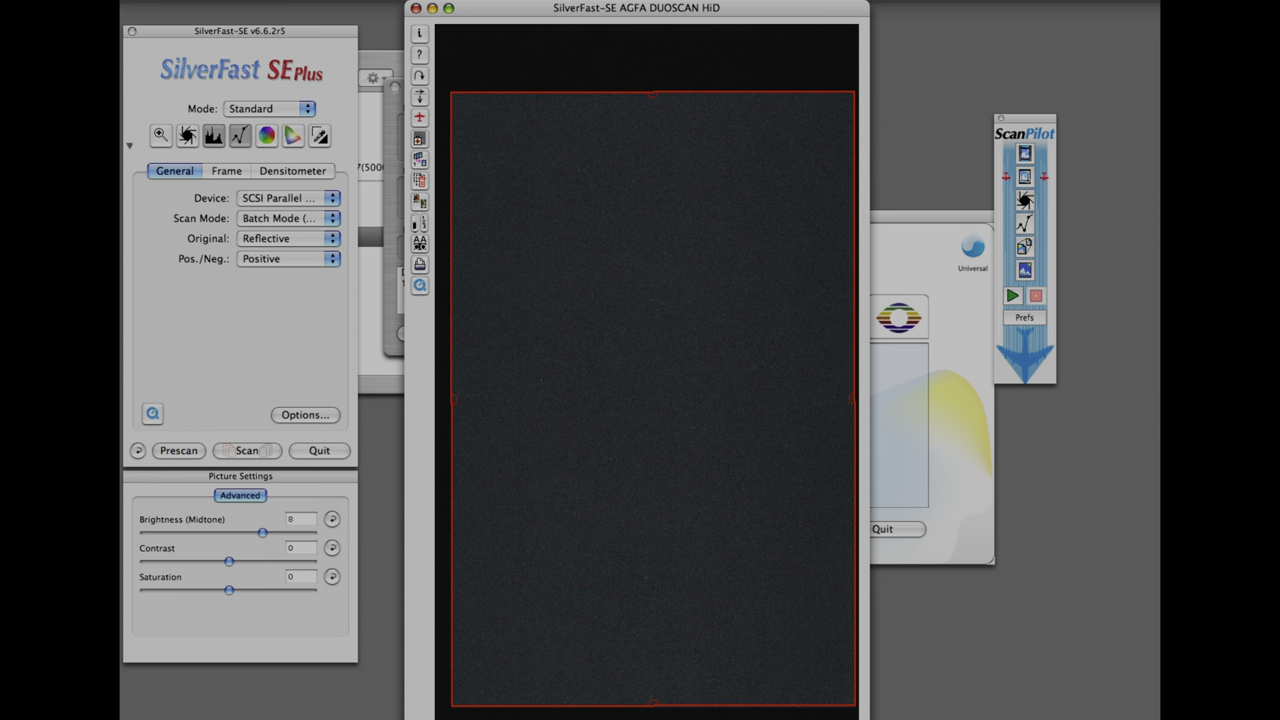 SilverFast-SE v6.6.2r5
SilverFast SE Plus
Mode: Standard
General Frame Densitometer
Device: SCSI Parallel ...
Scan Mode: Batch Mode (...
Original: Reflective
Pos./Neg.: Positive
Options...
Prescan Scan Quit
Picture Settings
Advanced
Brightness (Midtone) 8
Contrast 0
Saturation 0
SilverFast-SE AGFA DUOSCAN HiD
Universal
Quit
ScanPilot
Prefs